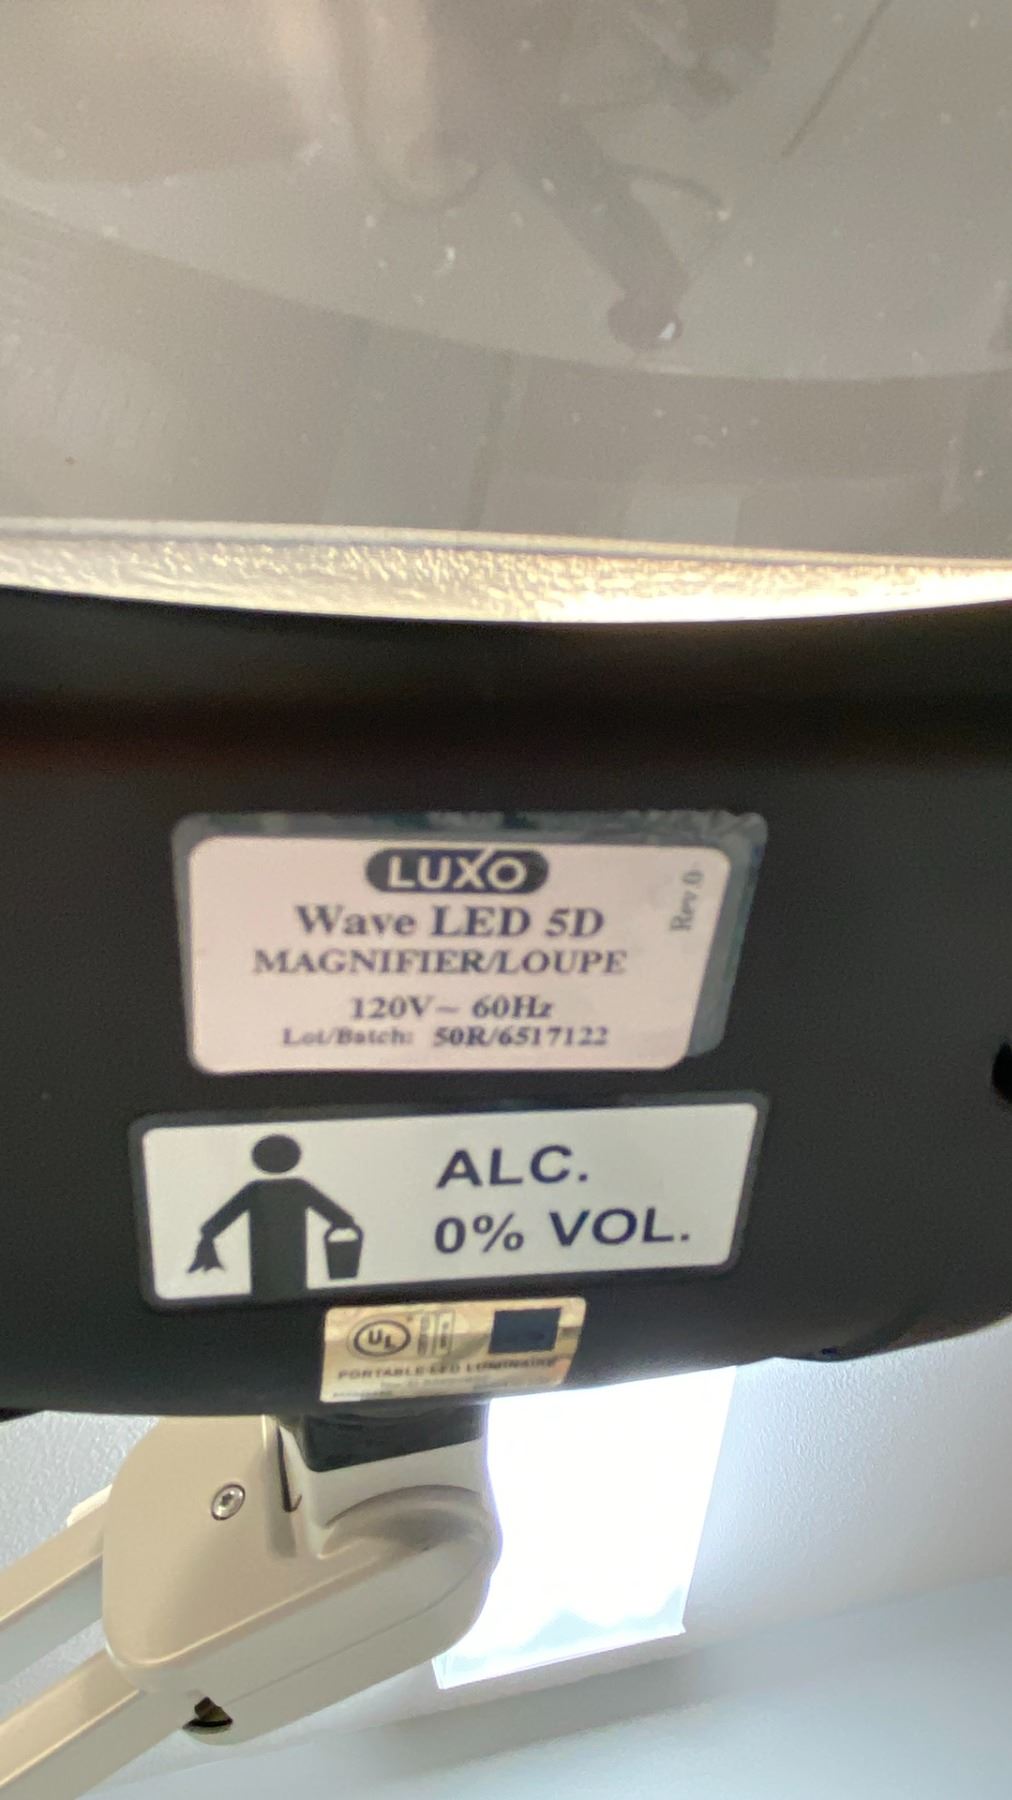 LUXO
Wave LED 5D
MAGNIFIER/LOUPE
120V~ 60Hz
Lot/Batch: 50R/6517122
Rev.0
ALC.
0% VOL.
UL
PORTABLE LED LUMINAIRE